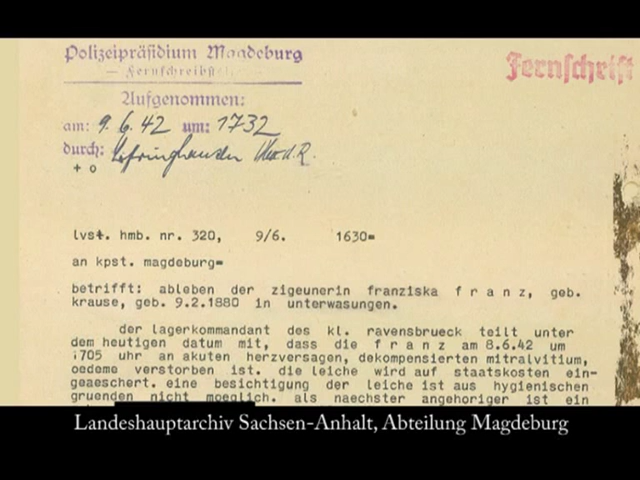 Polizeipräsidium Magdeburg
— Fernschreibst
Fernschrift
Aufgenommen:
am: 9.6.42 um: 1732
durch:
+ o
lvst. hmb. nr. 320, 9/6. 1630=
an kpst. magdeburg=
betrifft: ableben der zigeunerin franziska f r a n z, geb.
krause, geb. 9.2.1880 in unterwasungen.
der lagerkommandant des kl. ravensbrueck teilt unter
dem heutigen datum mit, dass die f r a n z am 8.6.42 um
1705 uhr an akuten herzversagen, dekompensierten mitralvitium,
oedeme verstorben ist. die leiche wird auf staatskosten ein-
geaeschert. eine besichtigung der leiche ist aus hygienischen
gruenden nicht moeglich. als naechster angehoriger ist ein
Landeshauptarchiv Sachsen-Anhalt, Abteilung Magdeburg